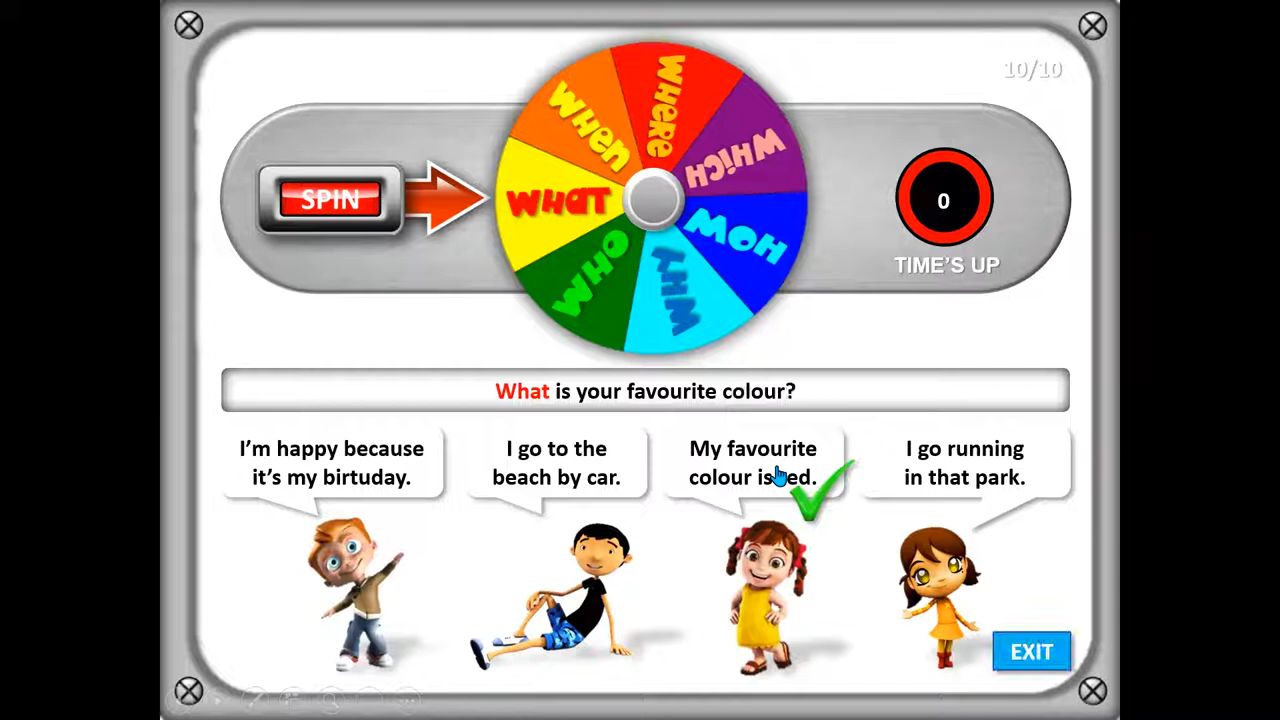 10/10
WHERE
WHEN
WHICH
WHAT
SPIN
0
HOW
WHO
WHY
TIME'S UP
What is your favourite colour?
I'm happy because
it's my birtuday.
I go to the
beach by car.
My favourite
colour is red.
I go running
in that park.
EXIT